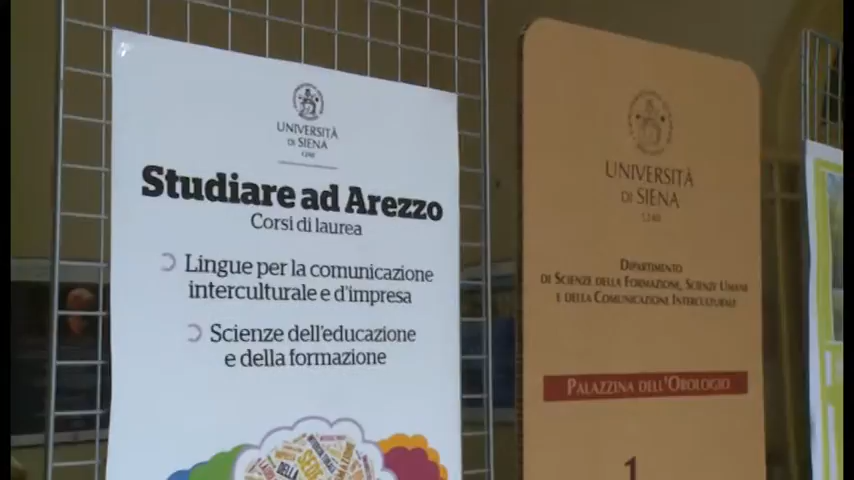 UNIVERSITÀ
DI SIENA
1240
Studiare ad Arezzo
Corsi di laurea
Lingue per la comunicazione
interculturale e d'impresa
Scienze dell'educazione
e della formazione
DELLA
SEDE
UNIVERSITÀ
DI SIENA
1240
DIPARTIMENTO
DI SCIENZE DELLA FORMAZIONE, SCIENZE UMANE
E DELLA COMUNICAZIONE INTERCULTURALE
PALAZZINA DELL'OROLOGIO
1